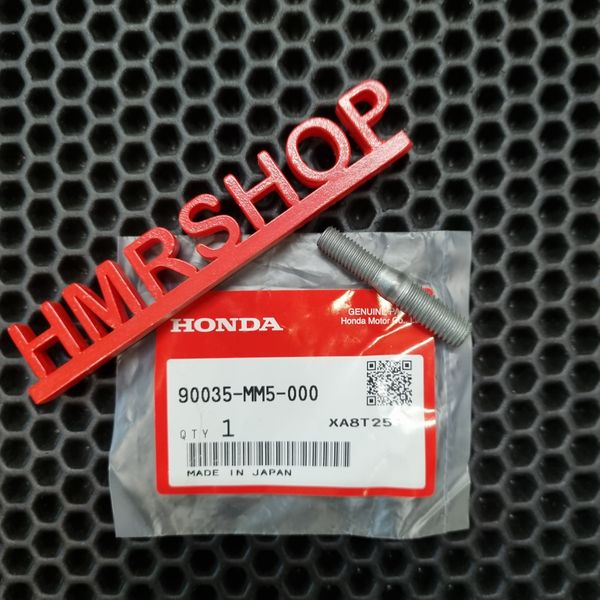 HMRSHOP
HONDA
GENUINE
Honda Motor Co.,
90035-MM5-000
QTY 1
XA8T25
MADE IN JAPAN